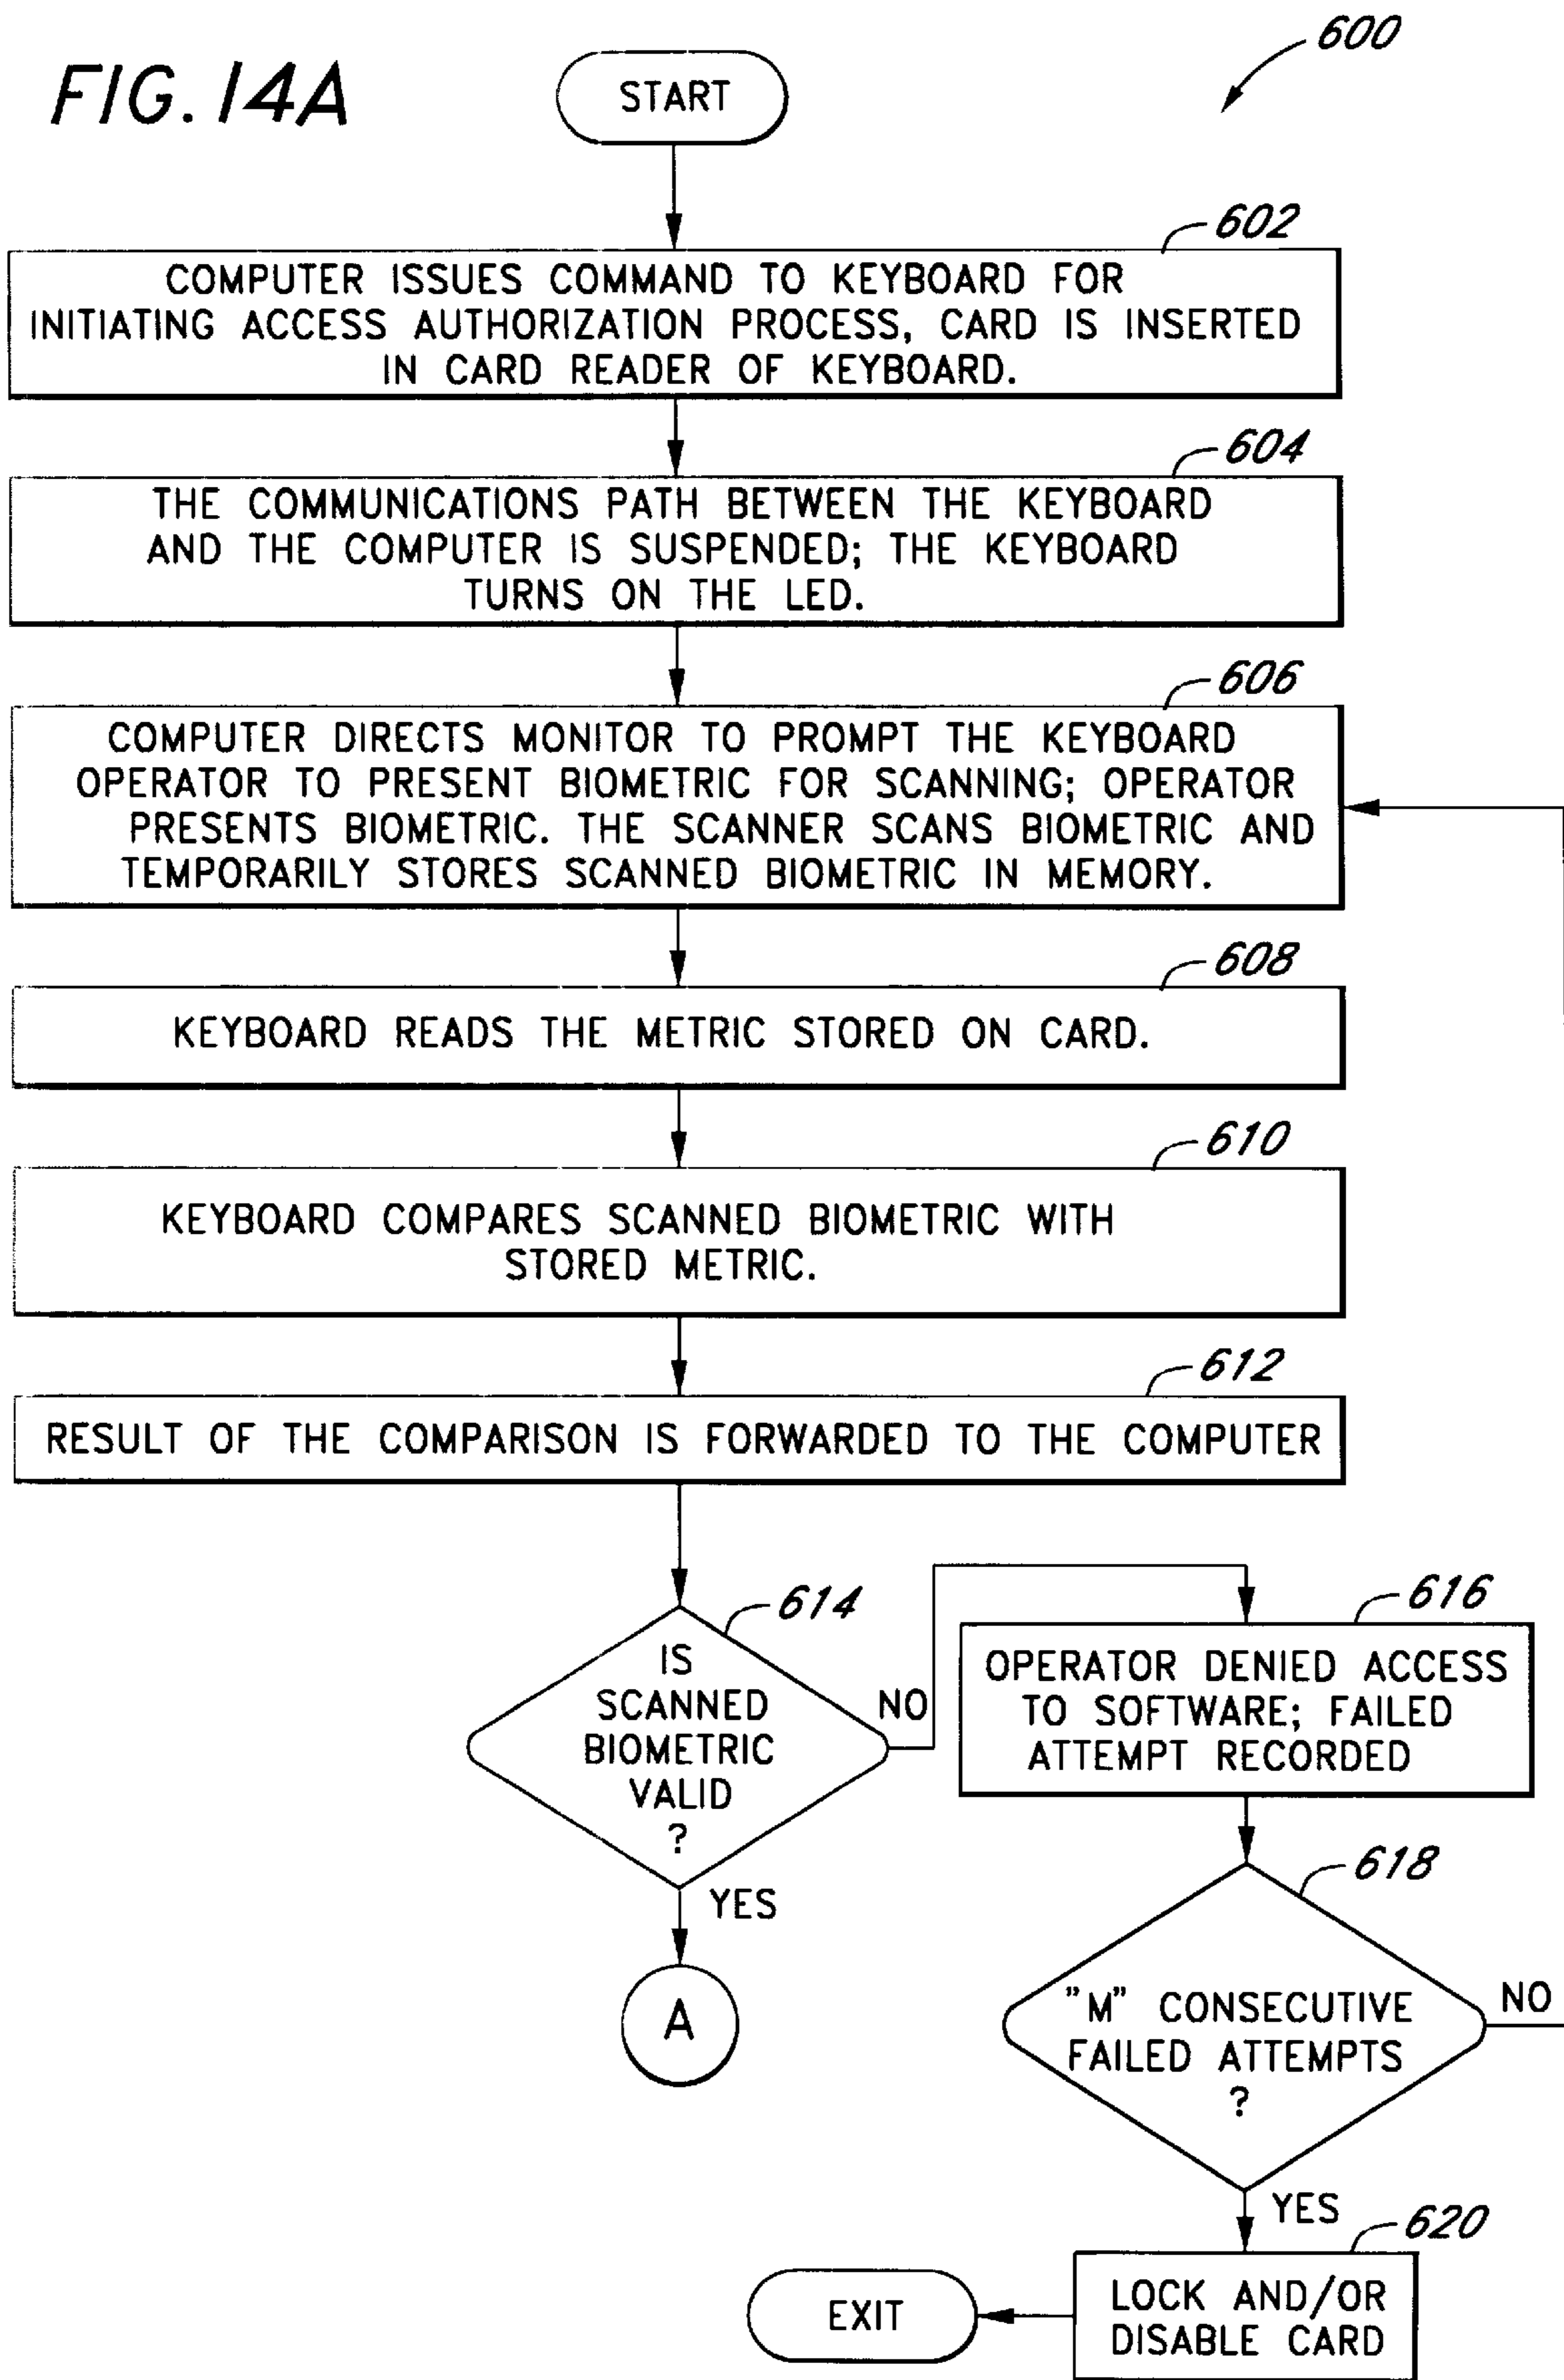 FIG. 14A
600
START
602
COMPUTER ISSUES COMMAND TO KEYBOARD FOR
INITIATING ACCESS AUTHORIZATION PROCESS, CARD IS INSERTED
IN CARD READER OF KEYBOARD.
604
THE COMMUNICATIONS PATH BETWEEN THE KEYBOARD
AND THE COMPUTER IS SUSPENDED; THE KEYBOARD
TURNS ON THE LED.
606
COMPUTER DIRECTS MONITOR TO PROMPT THE KEYBOARD
OPERATOR TO PRESENT BIOMETRIC FOR SCANNING; OPERATOR
PRESENTS BIOMETRIC. THE SCANNER SCANS BIOMETRIC AND
TEMPORARILY STORES SCANNED BIOMETRIC IN MEMORY.
608
KEYBOARD READS THE METRIC STORED ON CARD.
610
KEYBOARD COMPARES SCANNED BIOMETRIC WITH
STORED METRIC.
612
RESULT OF THE COMPARISON IS FORWARDED TO THE COMPUTER
614
IS
SCANNED
BIOMETRIC
VALID
?
NO
YES
A
616
OPERATOR DENIED ACCESS
TO SOFTWARE; FAILED
ATTEMPT RECORDED
618
"M" CONSECUTIVE
FAILED ATTEMPTS
?
NO
YES
620
LOCK AND/OR
DISABLE CARD
EXIT